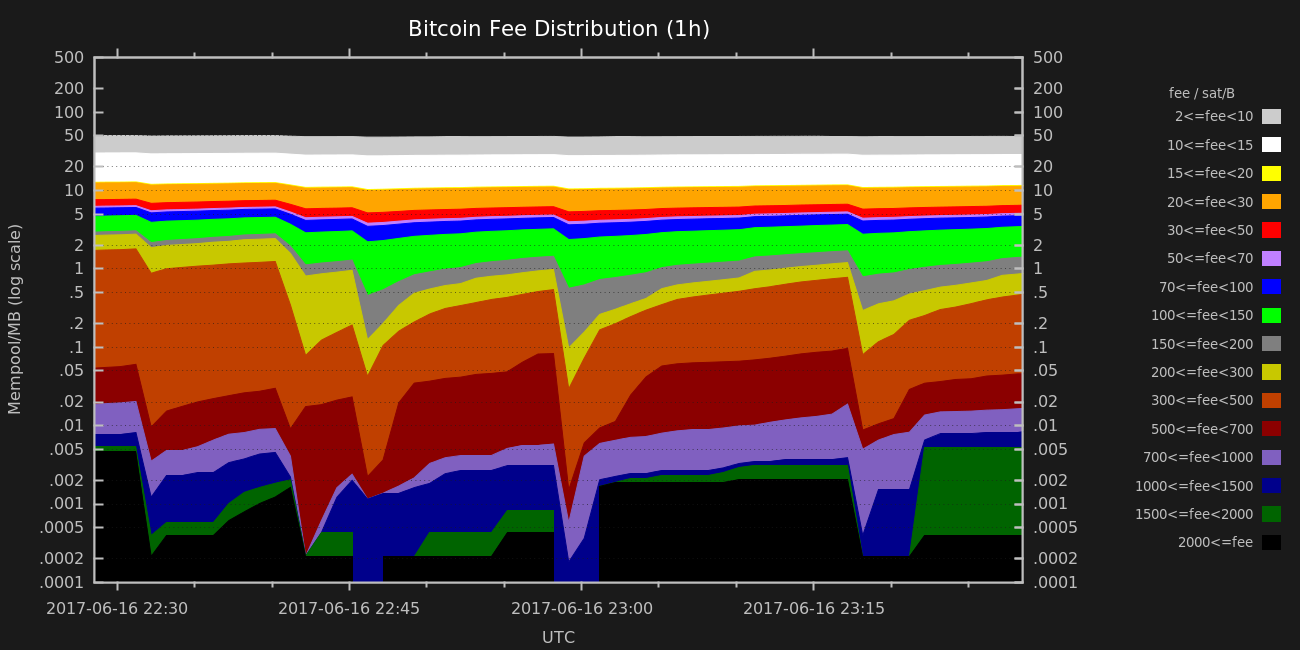 Bitcoin Fee Distribution (1h)
Mempool/MB (log scale)
500
200
100
50
20
10
5
2
1
.5
.2
.1
.05
.02
.01
.005
.002
.001
.0005
.0002
.0001
500
200
100
50
20
10
5
2
1
.5
.2
.1
.05
.02
.01
.005
.002
.001
.0005
.0002
.0001
2017-06-16 22:30
2017-06-16 22:45
2017-06-16 23:00
2017-06-16 23:15
UTC
fee / sat/B
2<=fee<10
10<=fee<15
15<=fee<20
20<=fee<30
30<=fee<50
50<=fee<70
70<=fee<100
100<=fee<150
150<=fee<200
200<=fee<300
300<=fee<500
500<=fee<700
700<=fee<1000
1000<=fee<1500
1500<=fee<2000
2000<=fee